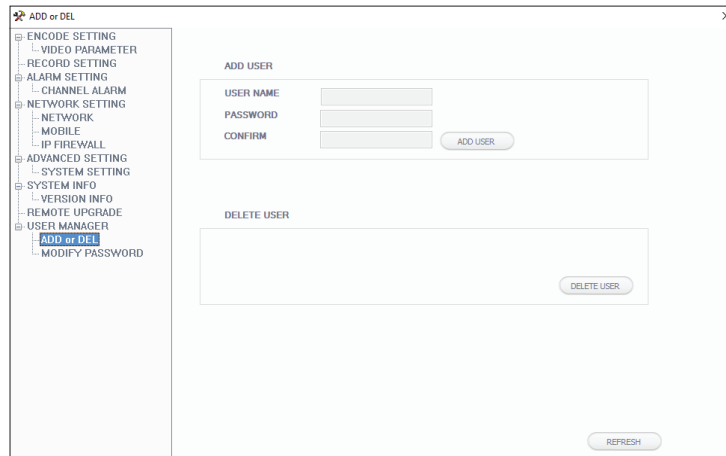 ADD or DEL
ENCODE SETTING
VIDEO PARAMETER
RECORD SETTING
ALARM SETTING
CHANNEL ALARM
NETWORK SETTING
NETWORK
MOBILE
IP FIREWALL
ADVANCED SETTING
SYSTEM SETTING
SYSTEM INFO
VERSION INFO
REMOTE UPGRADE
USER MANAGER
ADD or DEL
MODIFY PASSWORD
ADD USER
USER NAME
PASSWORD
CONFIRM
ADD USER
DELETE USER
DELETE USER
REFRESH